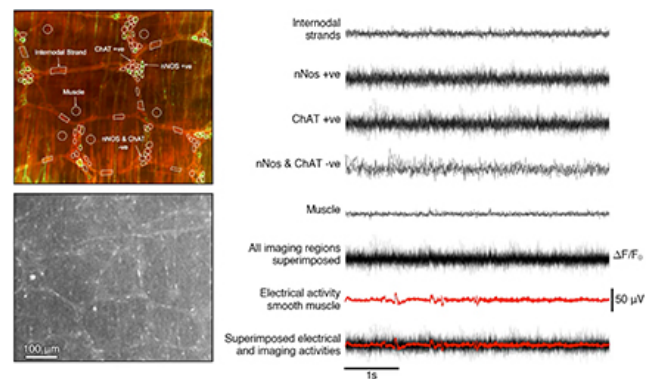 ChAT +ve
Internodal Strand
nNOS +ve
Muscle
nNOS & ChAT
-ve
100 µm
Internodal
strands
nNos +ve
ChAT +ve
nNos & ChAT -ve
Muscle
All imaging regions
superimposed
ΔF/F₀
Electrical activity
smooth muscle
50 µV
Superimposed electrical
and imaging activities
1s